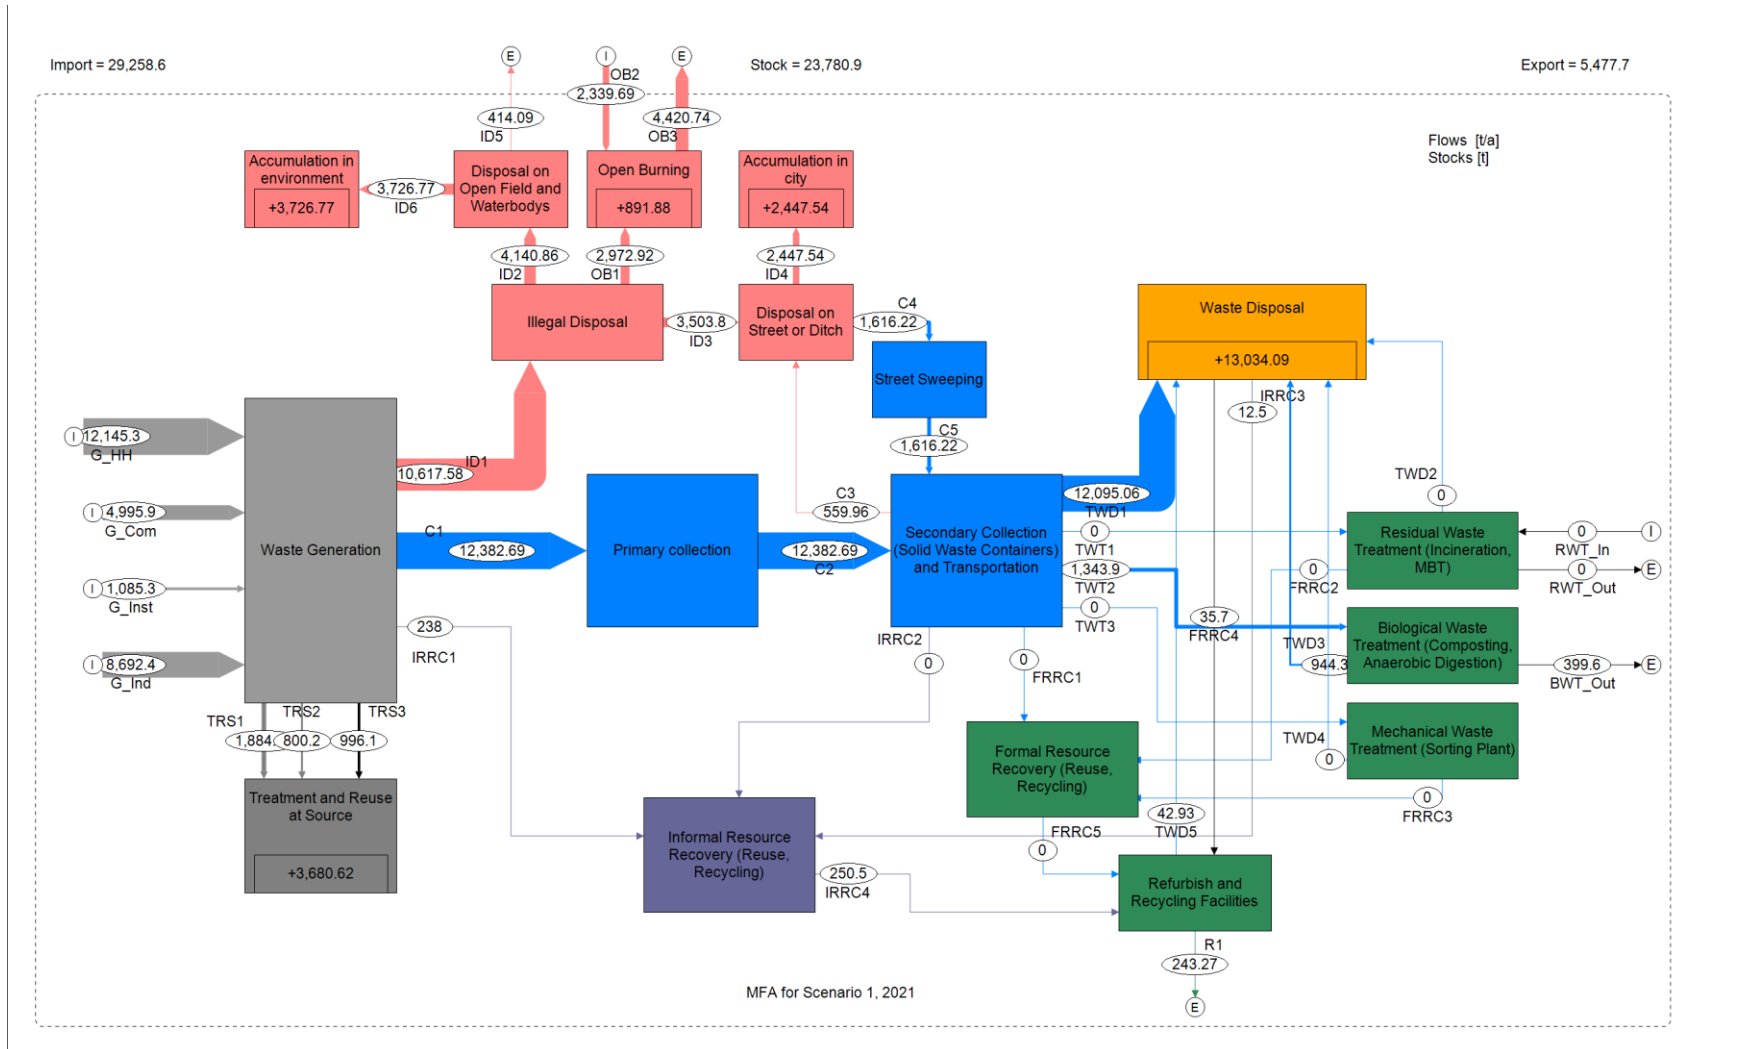 Import = 29,258.6
Stock = 23,780.9
Export = 5,477.7
E
I
E
OB2
2,339.69
414.09
ID5
4,420.74
OB3
Flows [t/a]
Stocks [t]
Accumulation in
environment
+3,726.77
3,726.77
ID6
Disposal on
Open Field and
Waterbodys
Open Burning
+891.88
Accumulation in
city
+2,447.54
4,140.86
ID2
2,972.92
OB1
2,447.54
ID4
Illegal Disposal
3,503.8
ID3
Disposal on
Street or Ditch
C4
1,616.22
Street Sweeping
C5
1,616.22
Waste Disposal
+13,034.09
IRRC3
12.5
I
12,145.3
G_HH
I
4,995.9
G_Com
I
1,085.3
G_Inst
I
8,692.4
G_Ind
Waste Generation
ID1
10,617.58
C1
12,382.69
Primary collection
12,382.69
C2
C3
559.96
Secondary Collection
(Solid Waste Containers)
and Transportation
12,095.06
TWD1
0
TWT1
1,343.9
TWT2
0
TWT3
TWD2
0
Residual Waste
Treatment (Incineration,
MBT)
0
I
RWT_In
0
E
RWT_Out
0
FRRC2
35.7
FRRC4
TWD3
944.3
Biological Waste
Treatment (Composting,
Anaerobic Digestion)
399.6
E
BWT_Out
238
IRRC1
IRRC2
0
0
FRRC1
TWD4
0
Mechanical Waste
Treatment (Sorting Plant)
0
FRRC3
TRS1
TRS2
TRS3
1,884.
800.2
996.1
Treatment and Reuse
at Source
+3,680.62
Formal Resource
Recovery (Reuse,
Recycling)
42.93
TWD5
FRRC5
0
Informal Resource
Recovery (Reuse,
Recycling)
250.5
IRRC4
Refurbish and
Recycling Facilities
R1
243.27
E
MFA for Scenario 1, 2021